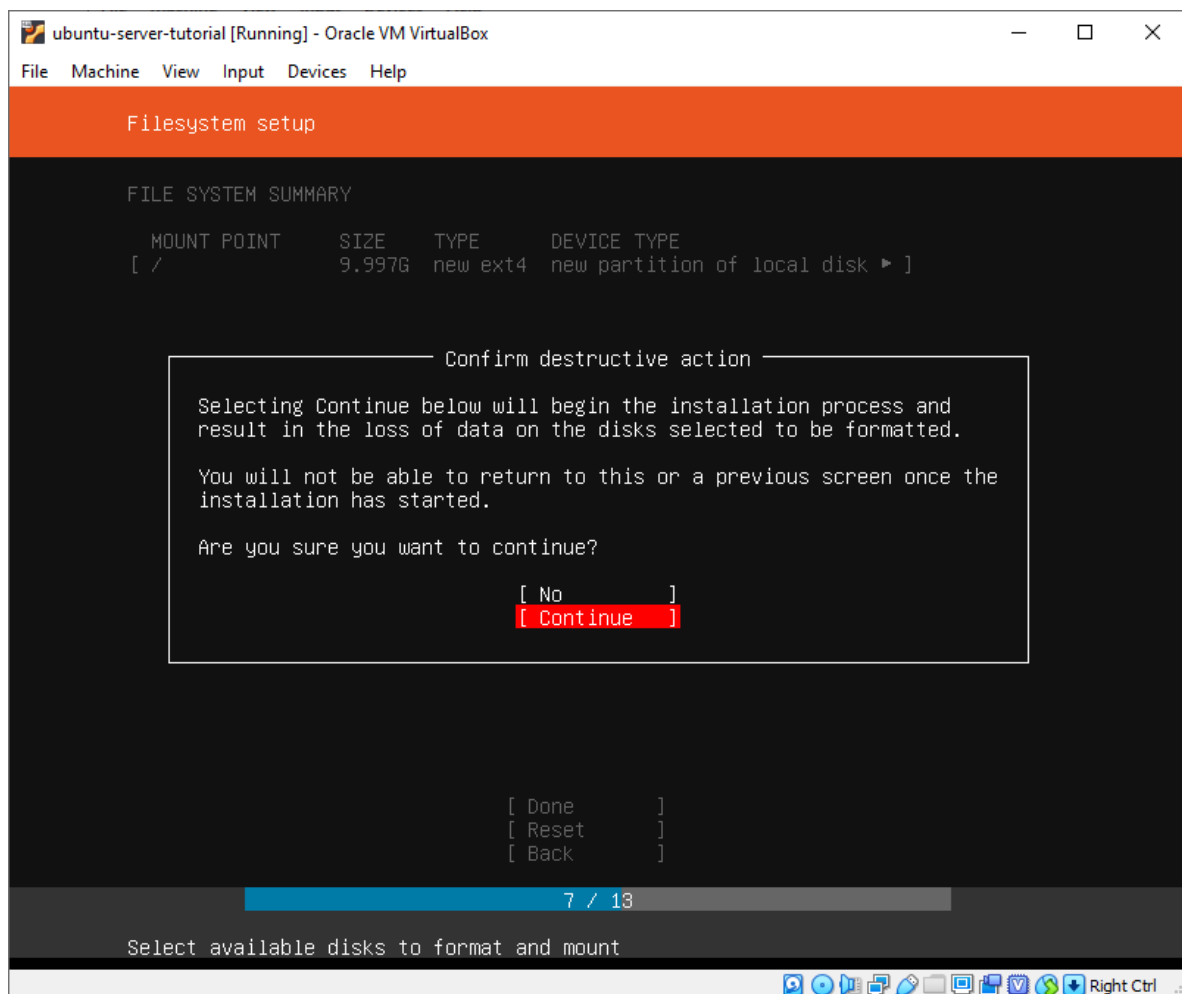 ubuntu-server-tutorial [Running] - Oracle VM VirtualBox
File Machine View Input Devices Help
Filesystem setup
FILE SYSTEM SUMMARY
MOUNT POINT SIZE TYPE DEVICE TYPE
[ / 9.997G new ext4 new partition of local disk ▸ ]
Confirm destructive action
Selecting Continue below will begin the installation process and
result in the loss of data on the disks selected to be formatted.
You will not be able to return to this or a previous screen once the
installation has started.
Are you sure you want to continue?
[ No ]
[ Continue ]
[ Done ]
[ Reset ]
[ Back ]
7 / 13
Select available disks to format and mount
Right Ctrl